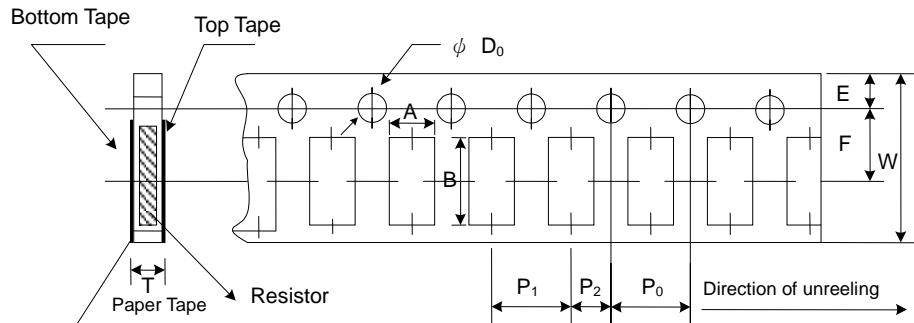 Bottom Tape
Top Tape
φ D₀
A
E
F
W
B
T
Paper Tape
Resistor
P₁
P₂
P₀
Direction of unreeling